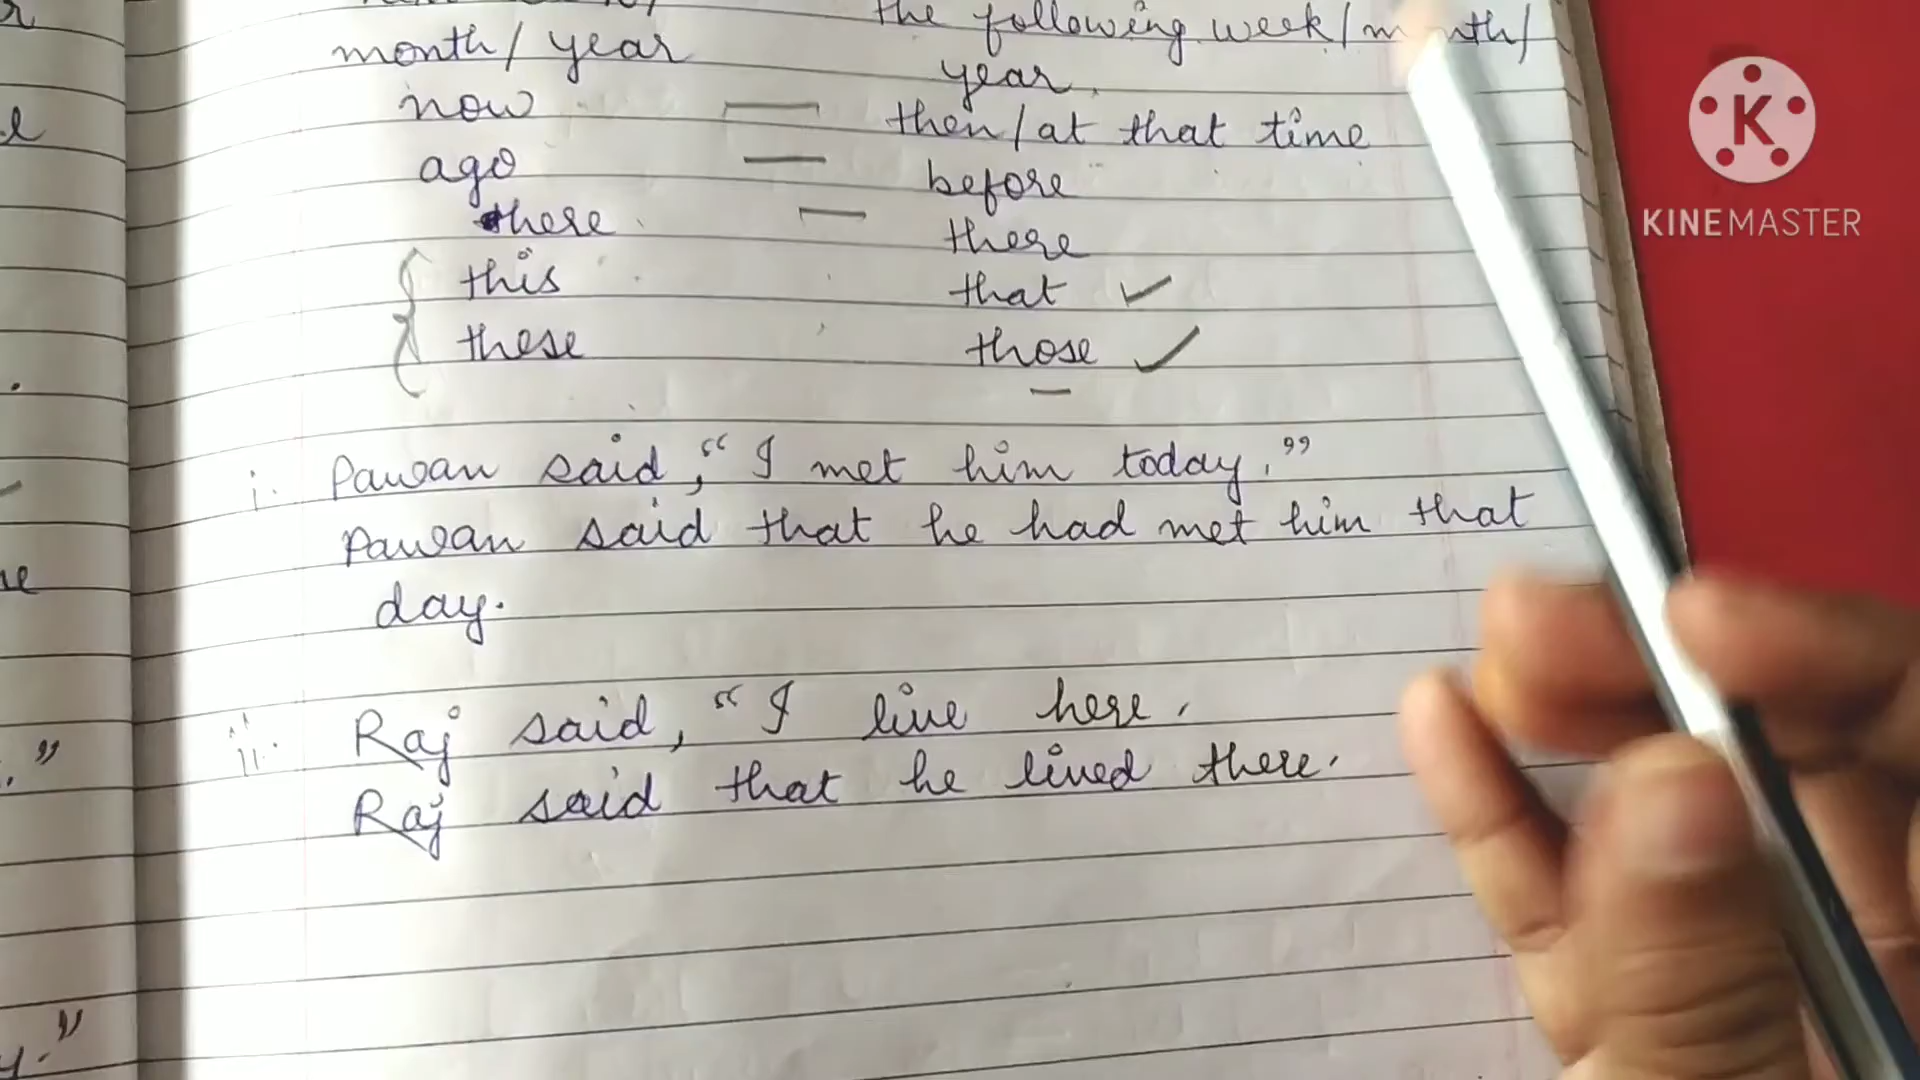 the following week/month/
month/year year.
now then/at that time
ago before
here there
this that
these those
i. Pawan said, “I met him today.”
Pawan said that he had met him that
day.
ii. Raj said, “I live here.
Raj said that he lived there.
KINEMASTER